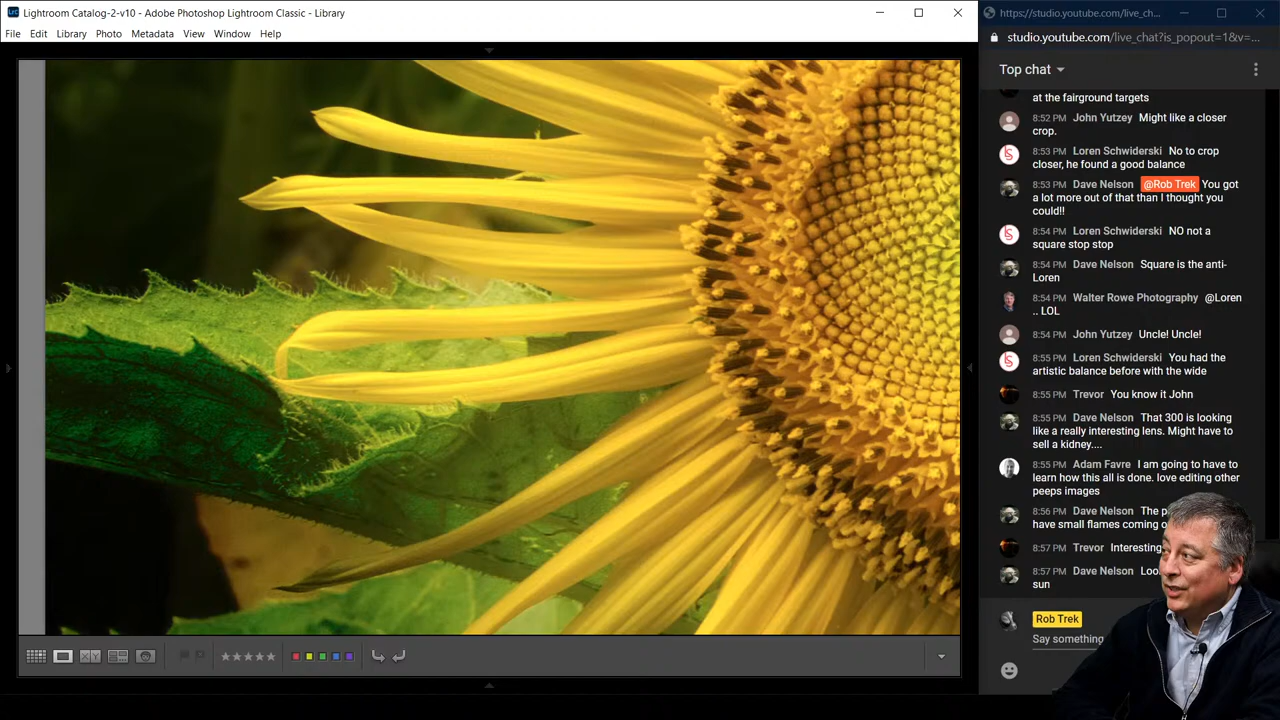 Lightroom Catalog-2-v10 - Adobe Photoshop Lightroom Classic - Library
File Edit Library Photo Metadata View Window Help
https://studio.youtube.com/live_ch...
studio.youtube.com/live_chat?is_popout=1&v=...
Top chat
at the fairground targets
8:52 PM John Yutzey Might like a closer
crop.
8:53 PM Loren Schwiderski No to crop
closer, he found a good balance
8:53 PM Dave Nelson @Rob Trek You got
a lot more out of that than I thought you
could!!
8:54 PM Loren Schwiderski NO not a
square stop stop
8:54 PM Dave Nelson Square is the anti-
Loren
8:54 PM Walter Rowe Photography @Loren
.. LOL
8:54 PM John Yutzey Uncle! Uncle!
8:55 PM Loren Schwiderski You had the
artistic balance before with the wide
8:55 PM Trevor You know it John
8:55 PM Dave Nelson That 300 is looking
like a really interesting lens. Might have to
sell a kidney....
8:55 PM Adam Favre I am going to have to
learn how this all is done. love editing other
peeps images
8:56 PM Dave Nelson The
have small flames coming
8:57 PM Trevor Interesting
8:57 PM Dave Nelson
sun
Rob Trek
Say something
XY